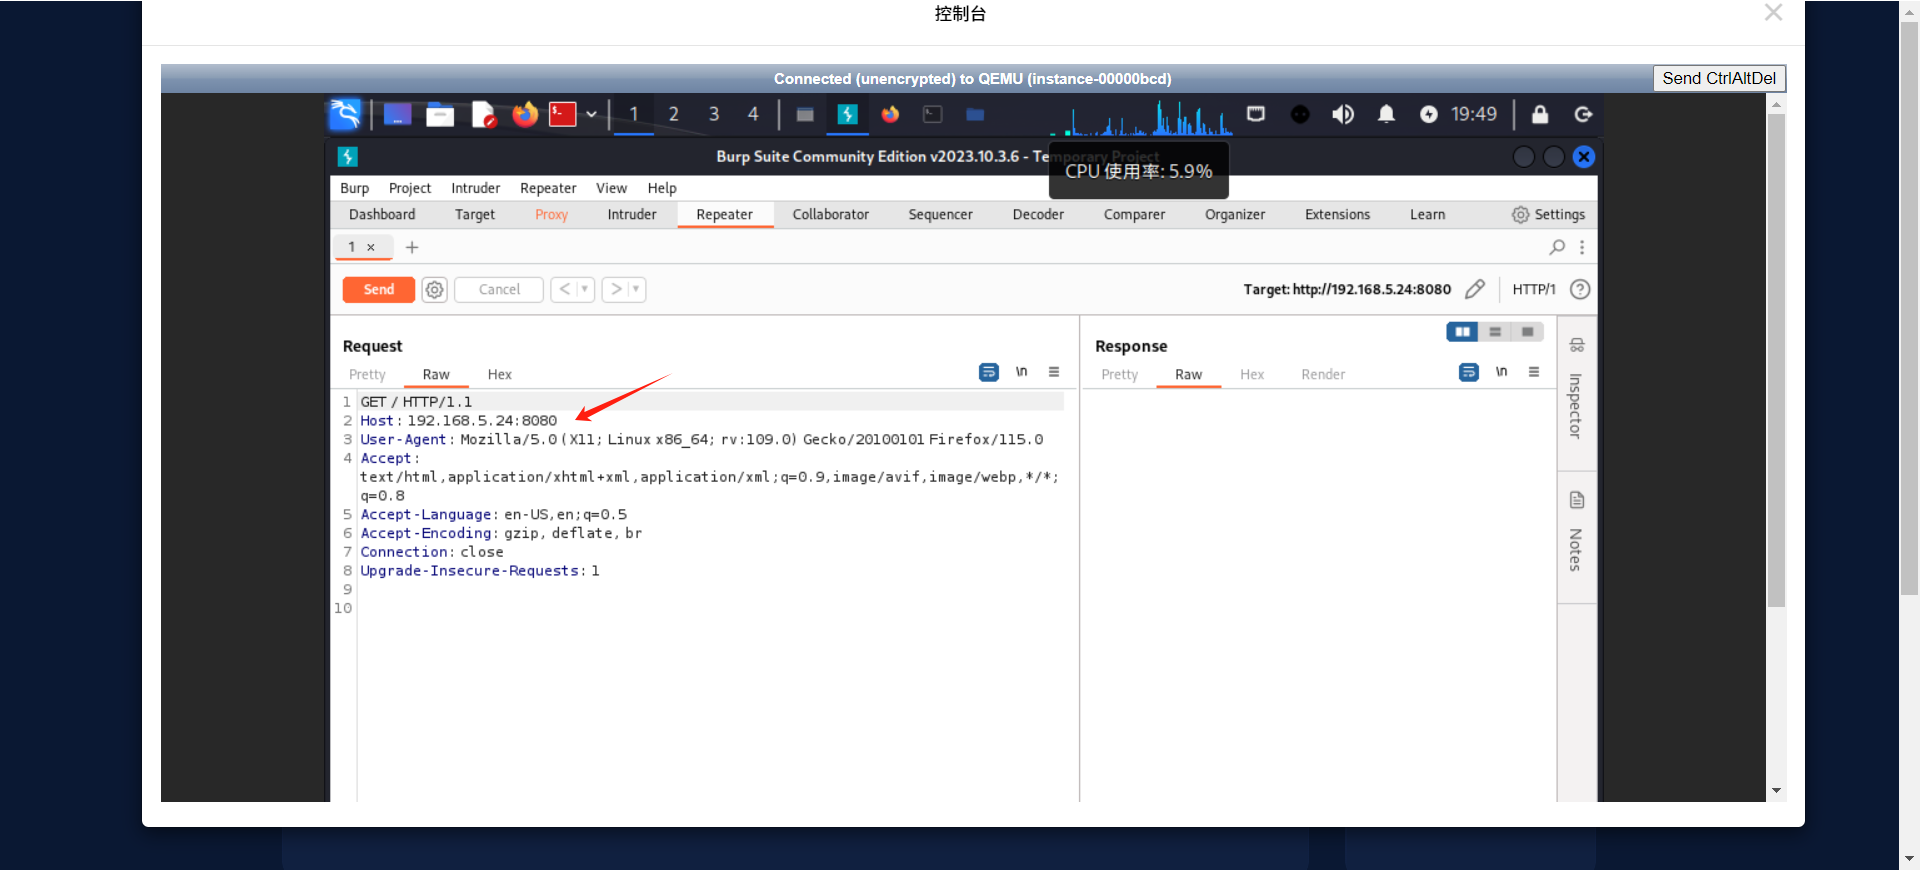 控制台
Connected (unencrypted) to QEMU (instance-00000bcd)
Send CtrlAltDel
1 2 3 4
19:49
Burp Suite Community Edition v2023.10.3.6 - Temporary Project
CPU 使用率: 5.9%
Burp Project Intruder Repeater View Help
Dashboard Target Proxy Intruder Repeater Collaborator Sequencer Decoder Comparer Organizer Extensions Learn Settings
1 × +
Send Cancel < >
Target: http://192.168.5.24:8080 HTTP/1 ?
Request
Pretty Raw Hex \n
1 GET / HTTP/1.1
2 Host: 192.168.5.24:8080
3 User-Agent: Mozilla/5.0 (X11; Linux x86_64; rv:109.0) Gecko/20100101 Firefox/115.0
4 Accept:
text/html,application/xhtml+xml,application/xml;q=0.9,image/avif,image/webp,*/*;
q=0.8
5 Accept-Language: en-US,en;q=0.5
6 Accept-Encoding: gzip, deflate, br
7 Connection: close
8 Upgrade-Insecure-Requests: 1
9
10
Response
Pretty Raw Hex Render \n
Inspector
Notes